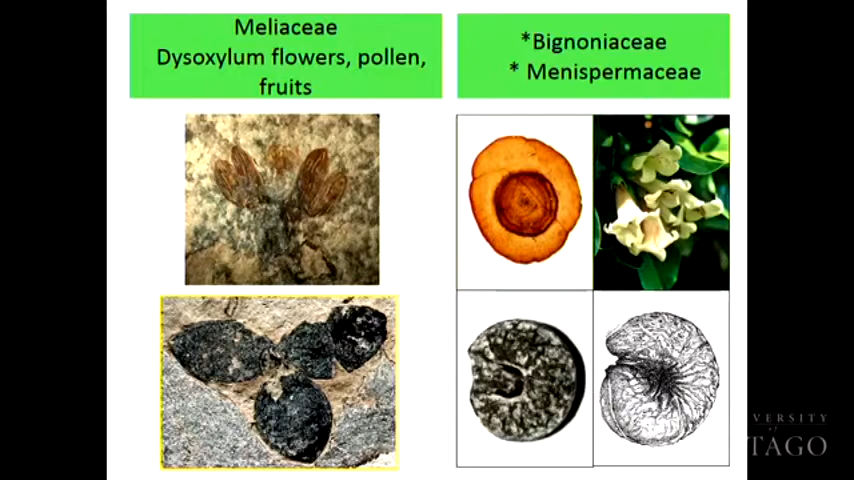 Meliaceae
Dysoxylum flowers, pollen,
fruits
*Bignoniaceae
* Menispermaceae
VERSITY
of
TAGO